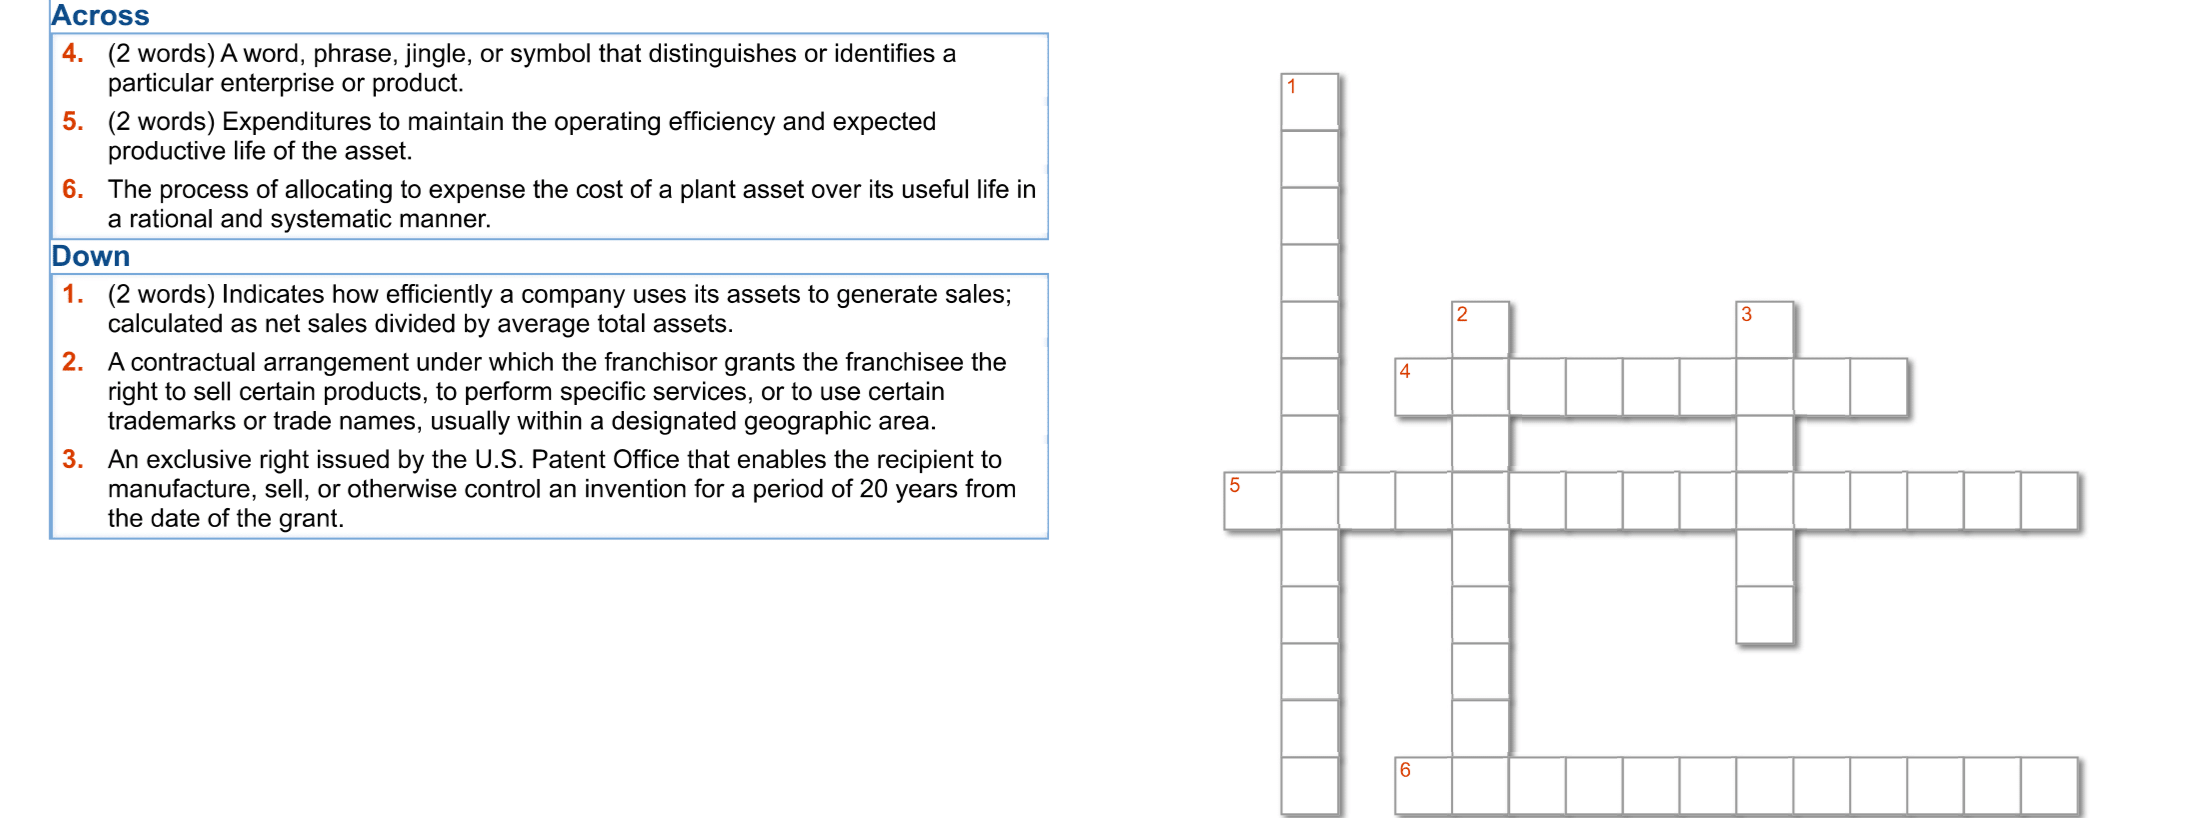 Across
4. (2 words) A word, phrase, jingle, or symbol that distinguishes or identifies a
particular enterprise or product.
5. (2 words) Expenditures to maintain the operating efficiency and expected
productive life of the asset.
6. The process of allocating to expense the cost of a plant asset over its useful life in
a rational and systematic manner.
Down
1. (2 words) Indicates how efficiently a company uses its assets to generate sales;
calculated as net sales divided by average total assets.
2. A contractual arrangement under which the franchisor grants the franchisee the
right to sell certain products, to perform specific services, or to use certain
trademarks or trade names, usually within a designated geographic area.
3. An exclusive right issued by the U.S. Patent Office that enables the recipient to
manufacture, sell, or otherwise control an invention for a period of 20 years from
the date of the grant.
1
2 3
4
5
6